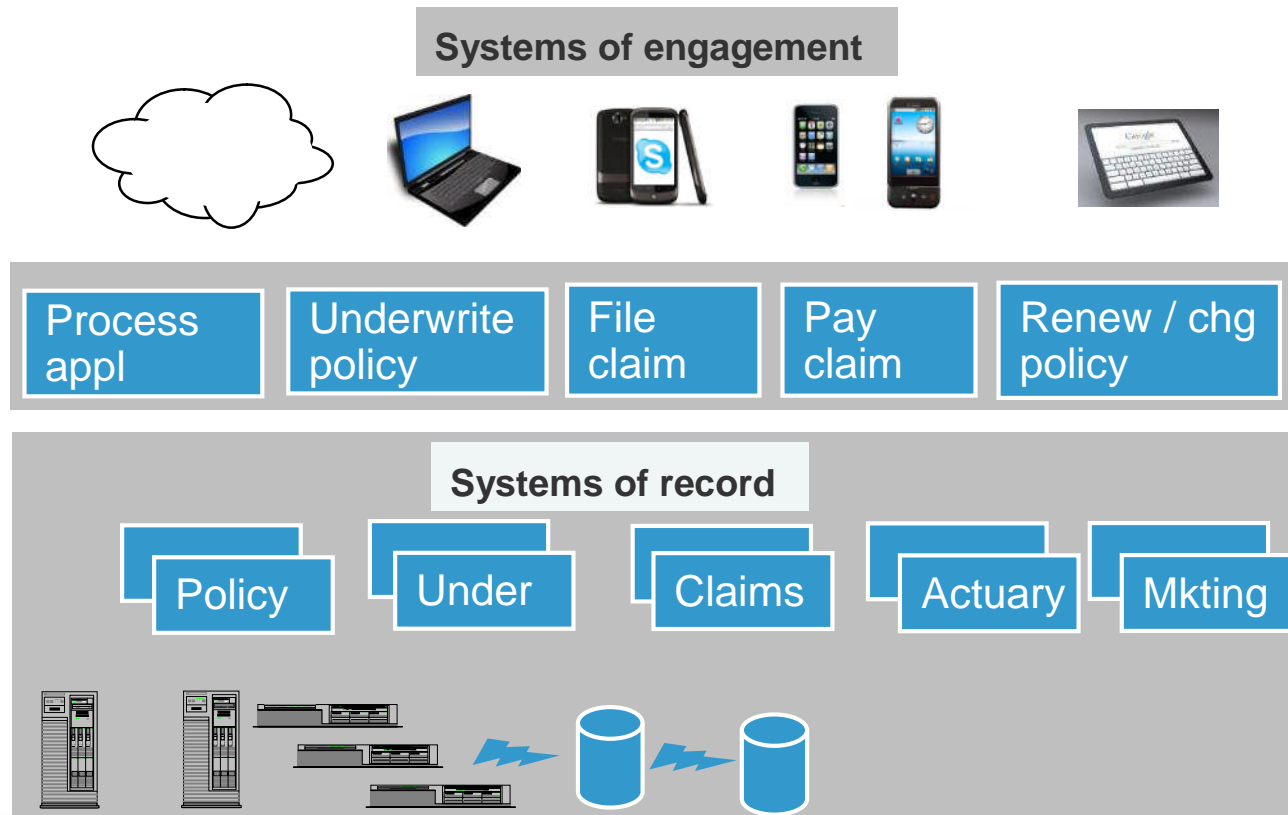 Systems of engagement
Process
appl
Underwrite
policy
File
claim
Pay
claim
Renew / chg
policy
Systems of record
Policy
Under
Claims
Actuary
Mkting